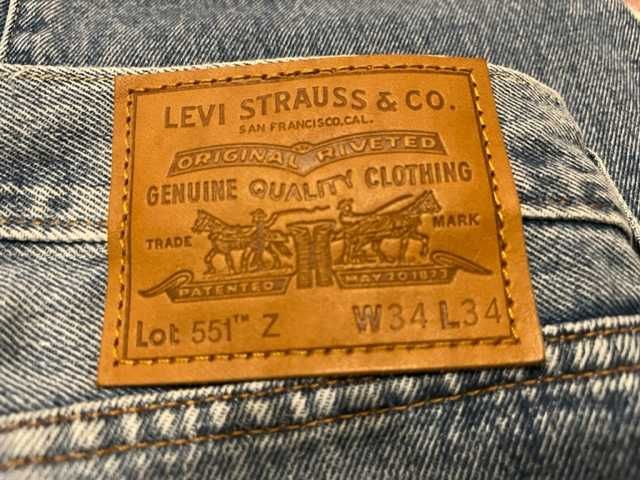 LEVI STRAUSS & CO.
SAN FRANCISCO, CAL.
ORIGINAL RIVETED
GENUINE QUALITY CLOTHING
TRADE MARK
PATENTED MAY 20 1873
Lot 551™ Z W34 L34